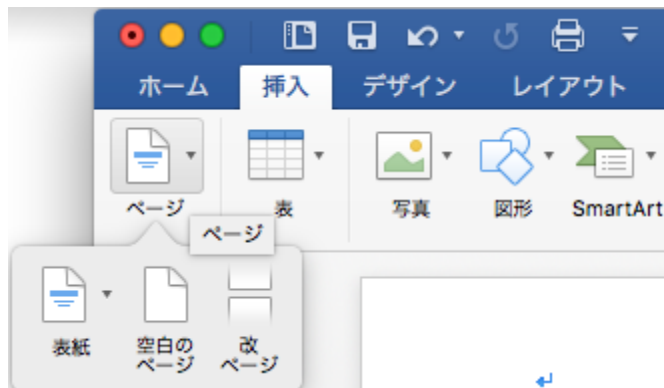 ホーム 挿入 デザイン レイアウト
ページ 表 写真 図形 SmartArt
ページ
表紙 空白の 改
ページ ページ